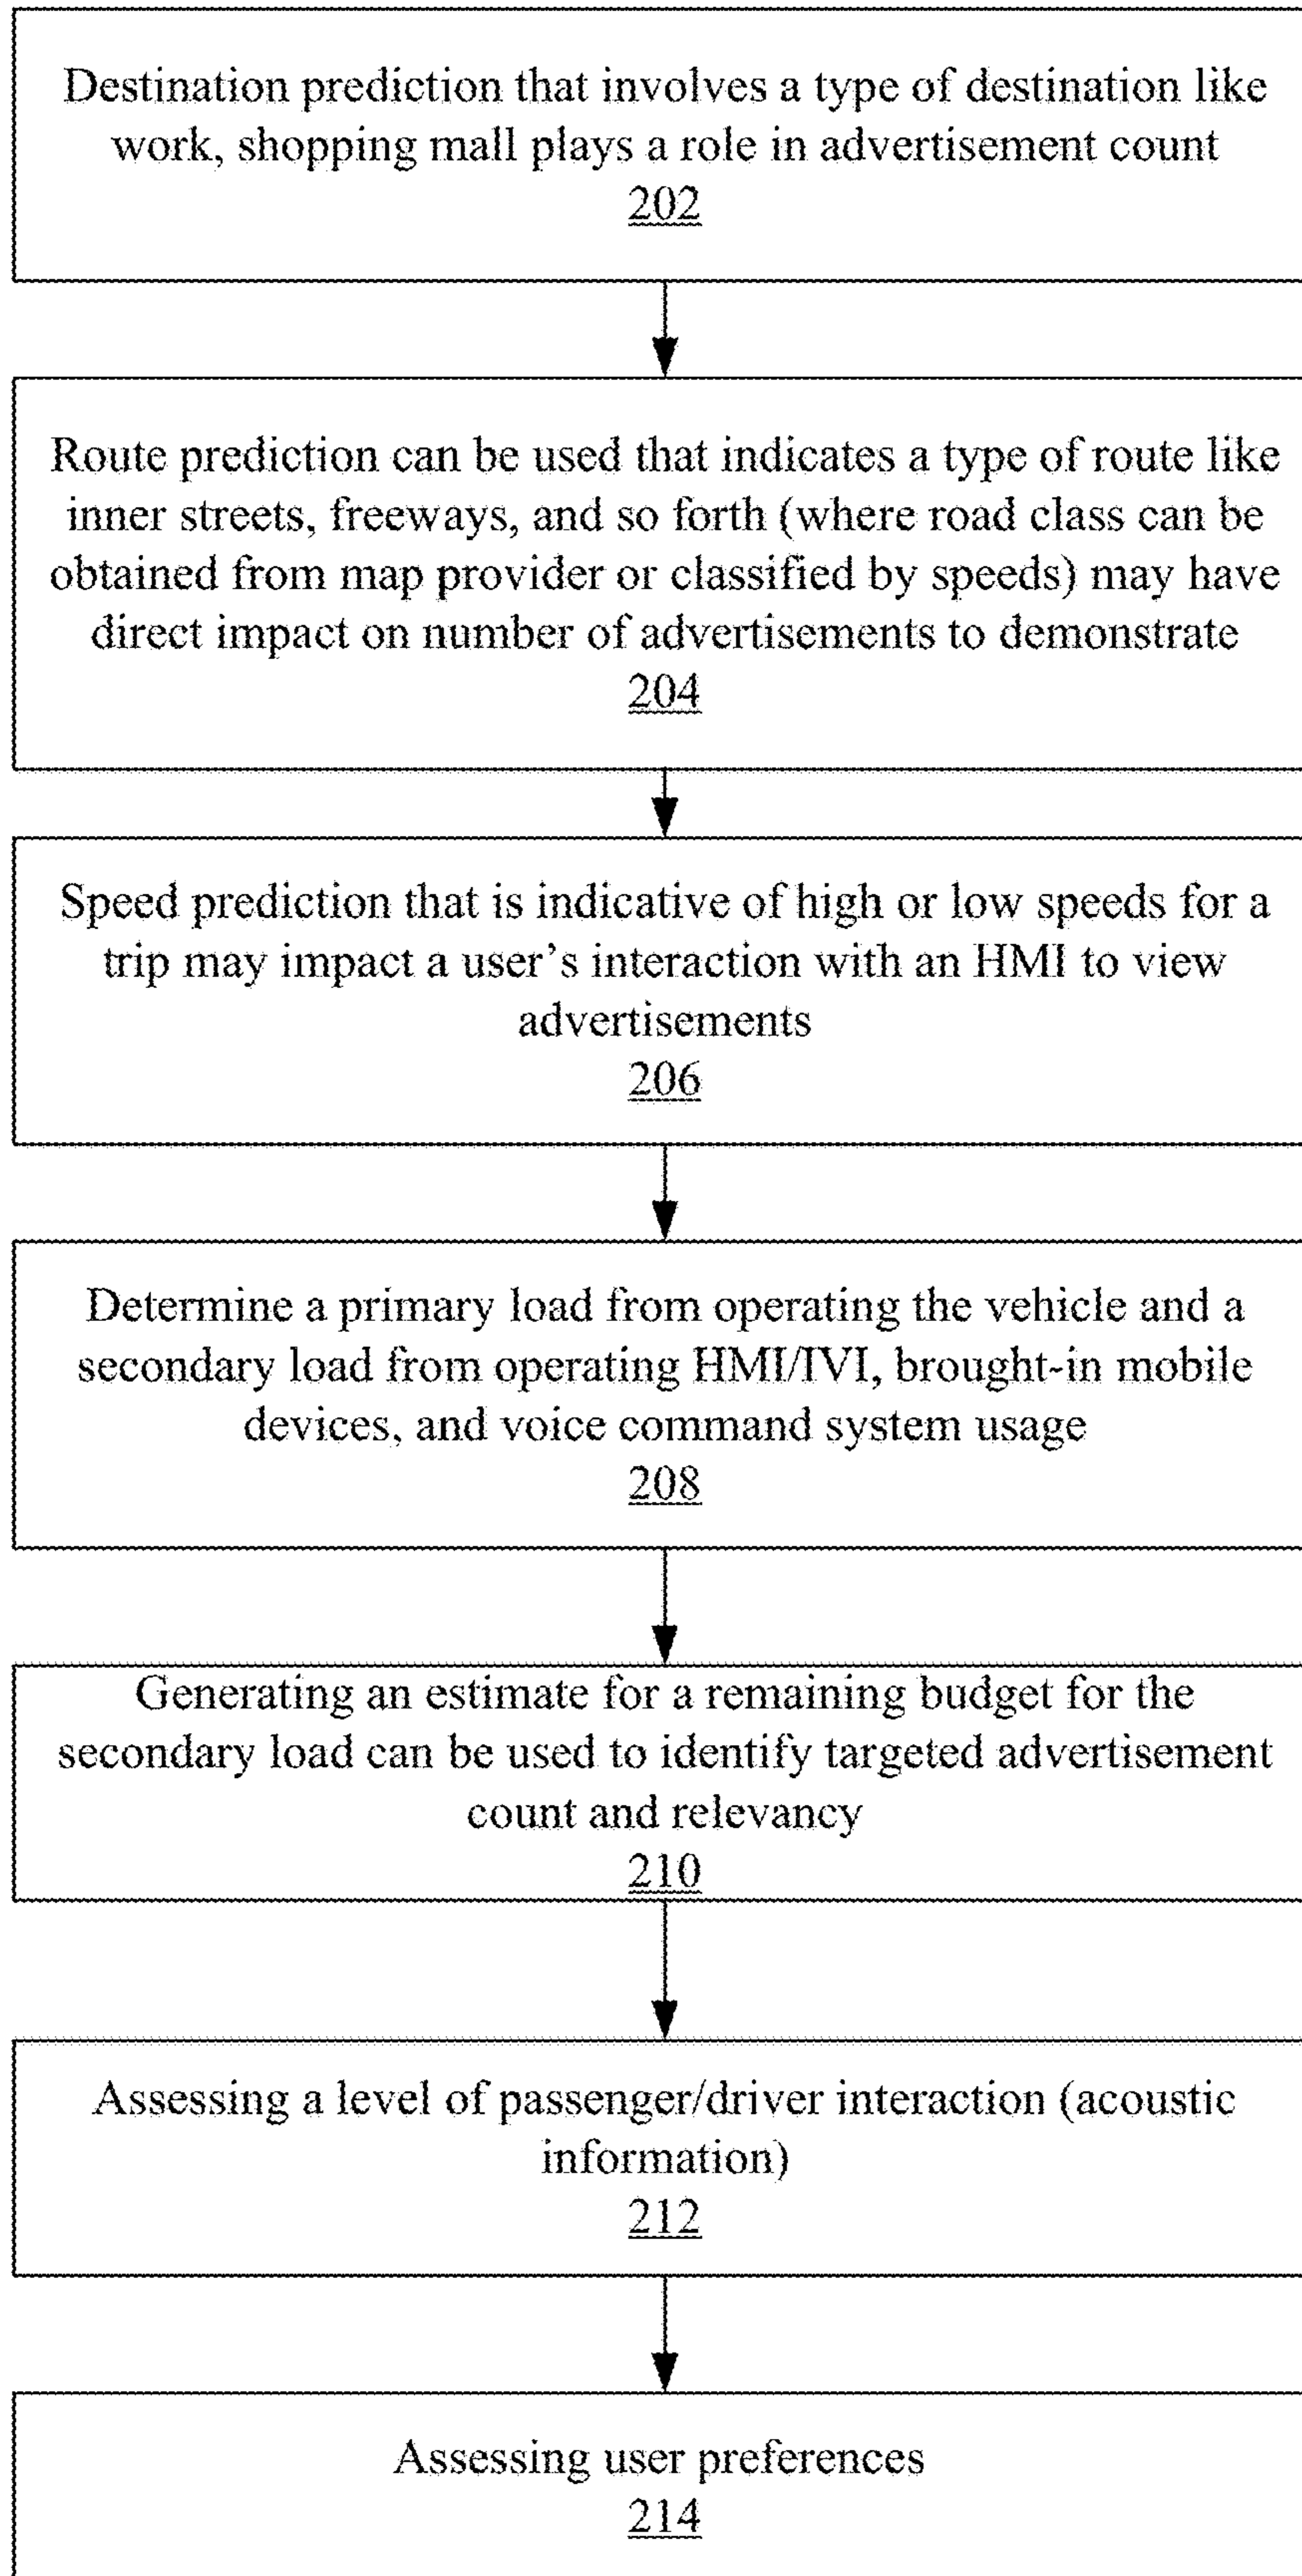 Destination prediction that involves a type of destination like
work, shopping mall plays a role in advertisement count
202
Route prediction can be used that indicates a type of route like
inner streets, freeways, and so forth (where road class can be
obtained from map provider or classified by speeds) may have
direct impact on number of advertisements to demonstrate
204
Speed prediction that is indicative of high or low speeds for a
trip may impact a user's interaction with an HMI to view
advertisements
206
Determine a primary load from operating the vehicle and a
secondary load from operating HMI/IVI, brought-in mobile
devices, and voice command system usage
208
Generating an estimate for a remaining budget for the
secondary load can be used to identify targeted advertisement
count and relevancy
210
Assessing a level of passenger/driver interaction (acoustic
information)
212
Assessing user preferences
214